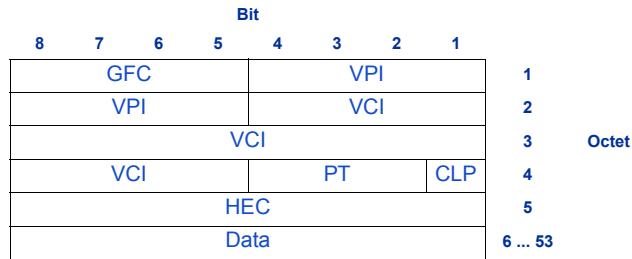 Bit
8 7 6 5 4 3 2 1
GFC VPI 1
VPI VCI 2
VCI 3 Octet
VCI PT CLP 4
HEC 5
Data 6 ... 53